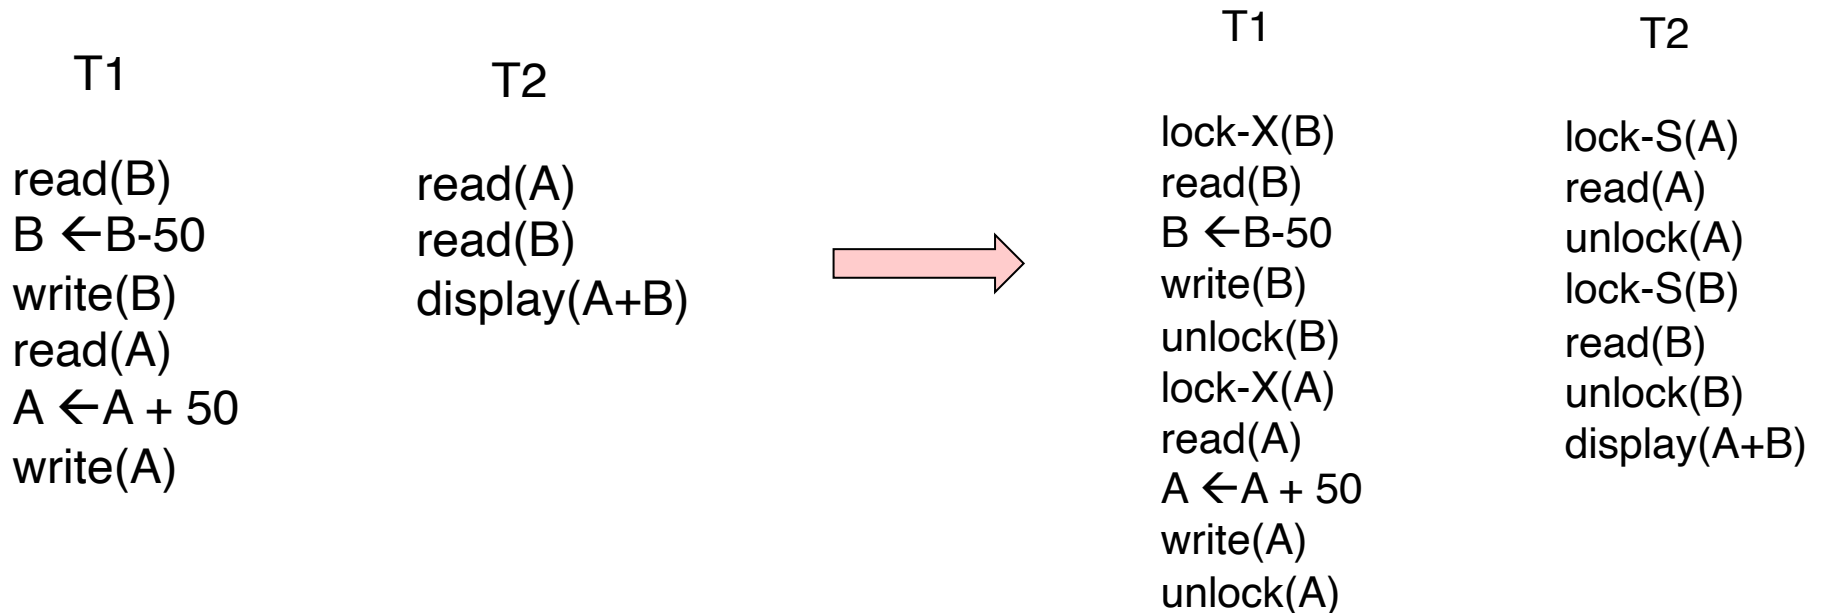 T1
read(B)
B ←B-50
write(B)
read(A)
A ←A + 50
write(A)
T2
read(A)
read(B)
display(A+B)
T1
lock-X(B)
read(B)
B ←B-50
write(B)
unlock(B)
lock-X(A)
read(A)
A ←A + 50
write(A)
unlock(A)
T2
lock-S(A)
read(A)
unlock(A)
lock-S(B)
read(B)
unlock(B)
display(A+B)